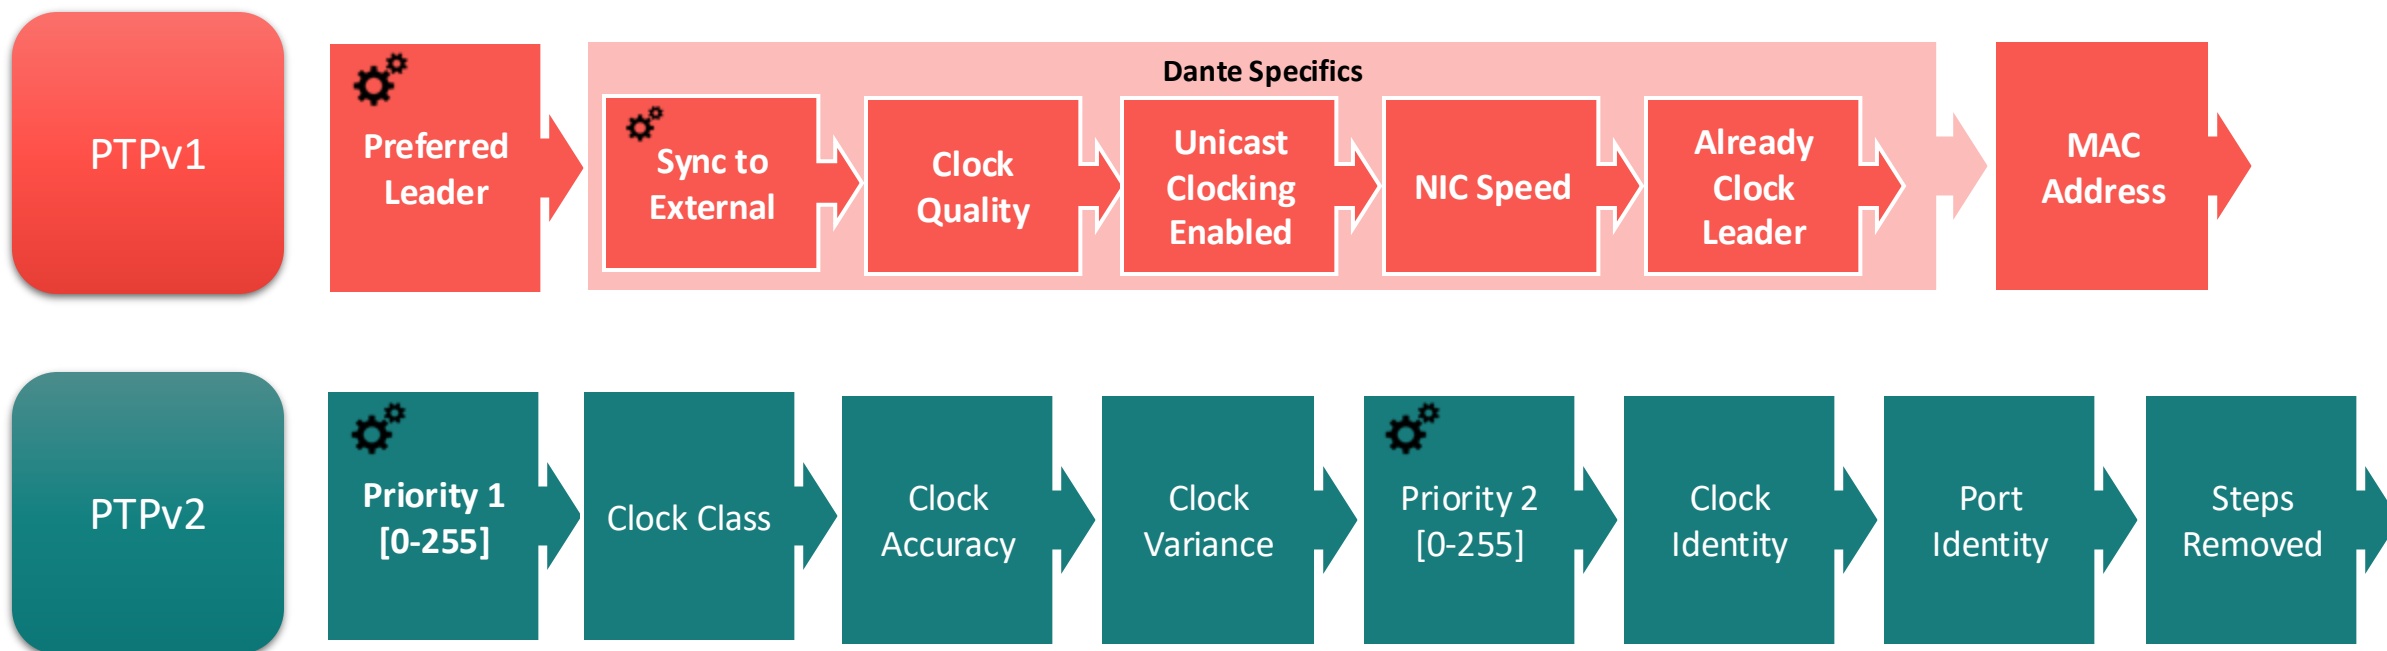 PTPv1
Preferred
Leader
Dante Specifics
Sync to
External
Clock
Quality
Unicast
Clocking
Enabled
NIC Speed
Already
Clock
Leader
MAC
Address
PTPv2
Priority 1
[0-255]
Clock Class
Clock
Accuracy
Clock
Variance
Priority 2
[0-255]
Clock
Identity
Port
Identity
Steps
Removed